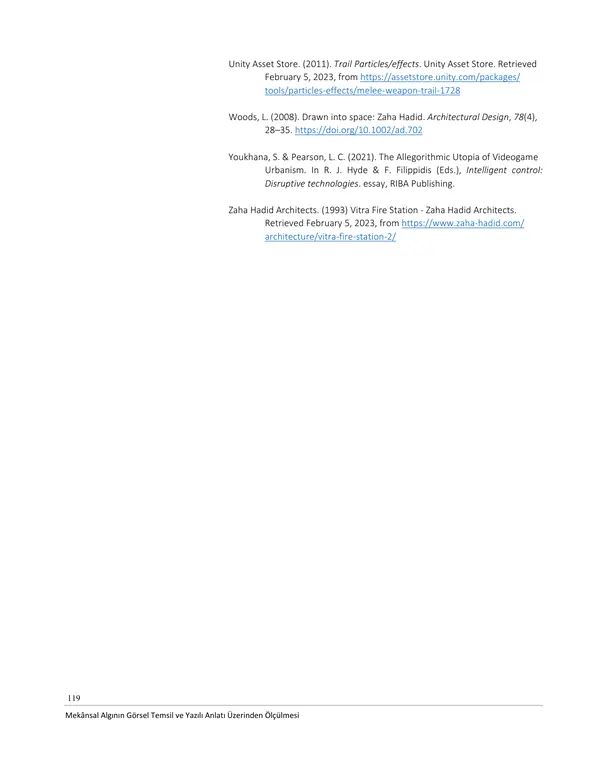 Unity Asset Store. (2011). Trail Particles/effects. Unity Asset Store. Retrieved
February 5, 2023, from https://assetstore.unity.com/packages/
tools/particles-effects/melee-weapon-trail-1728
Woods, L. (2008). Drawn into space: Zaha Hadid. Architectural Design, 78(4),
28–35. https://doi.org/10.1002/ad.702
Youkhana, S. & Pearson, L. C. (2021). The Allegorithmic Utopia of Videogame
Urbanism. In R. J. Hyde & F. Filippidis (Eds.), Intelligent control:
Disruptive technologies. essay, RIBA Publishing.
Zaha Hadid Architects. (1993) Vitra Fire Station - Zaha Hadid Architects.
Retrieved February 5, 2023, from https://www.zaha-hadid.com/
architecture/vitra-fire-station-2/
119
Mekânsal Algının Görsel Temsil ve Yazılı Anlatı Üzerinden Ölçülmesi